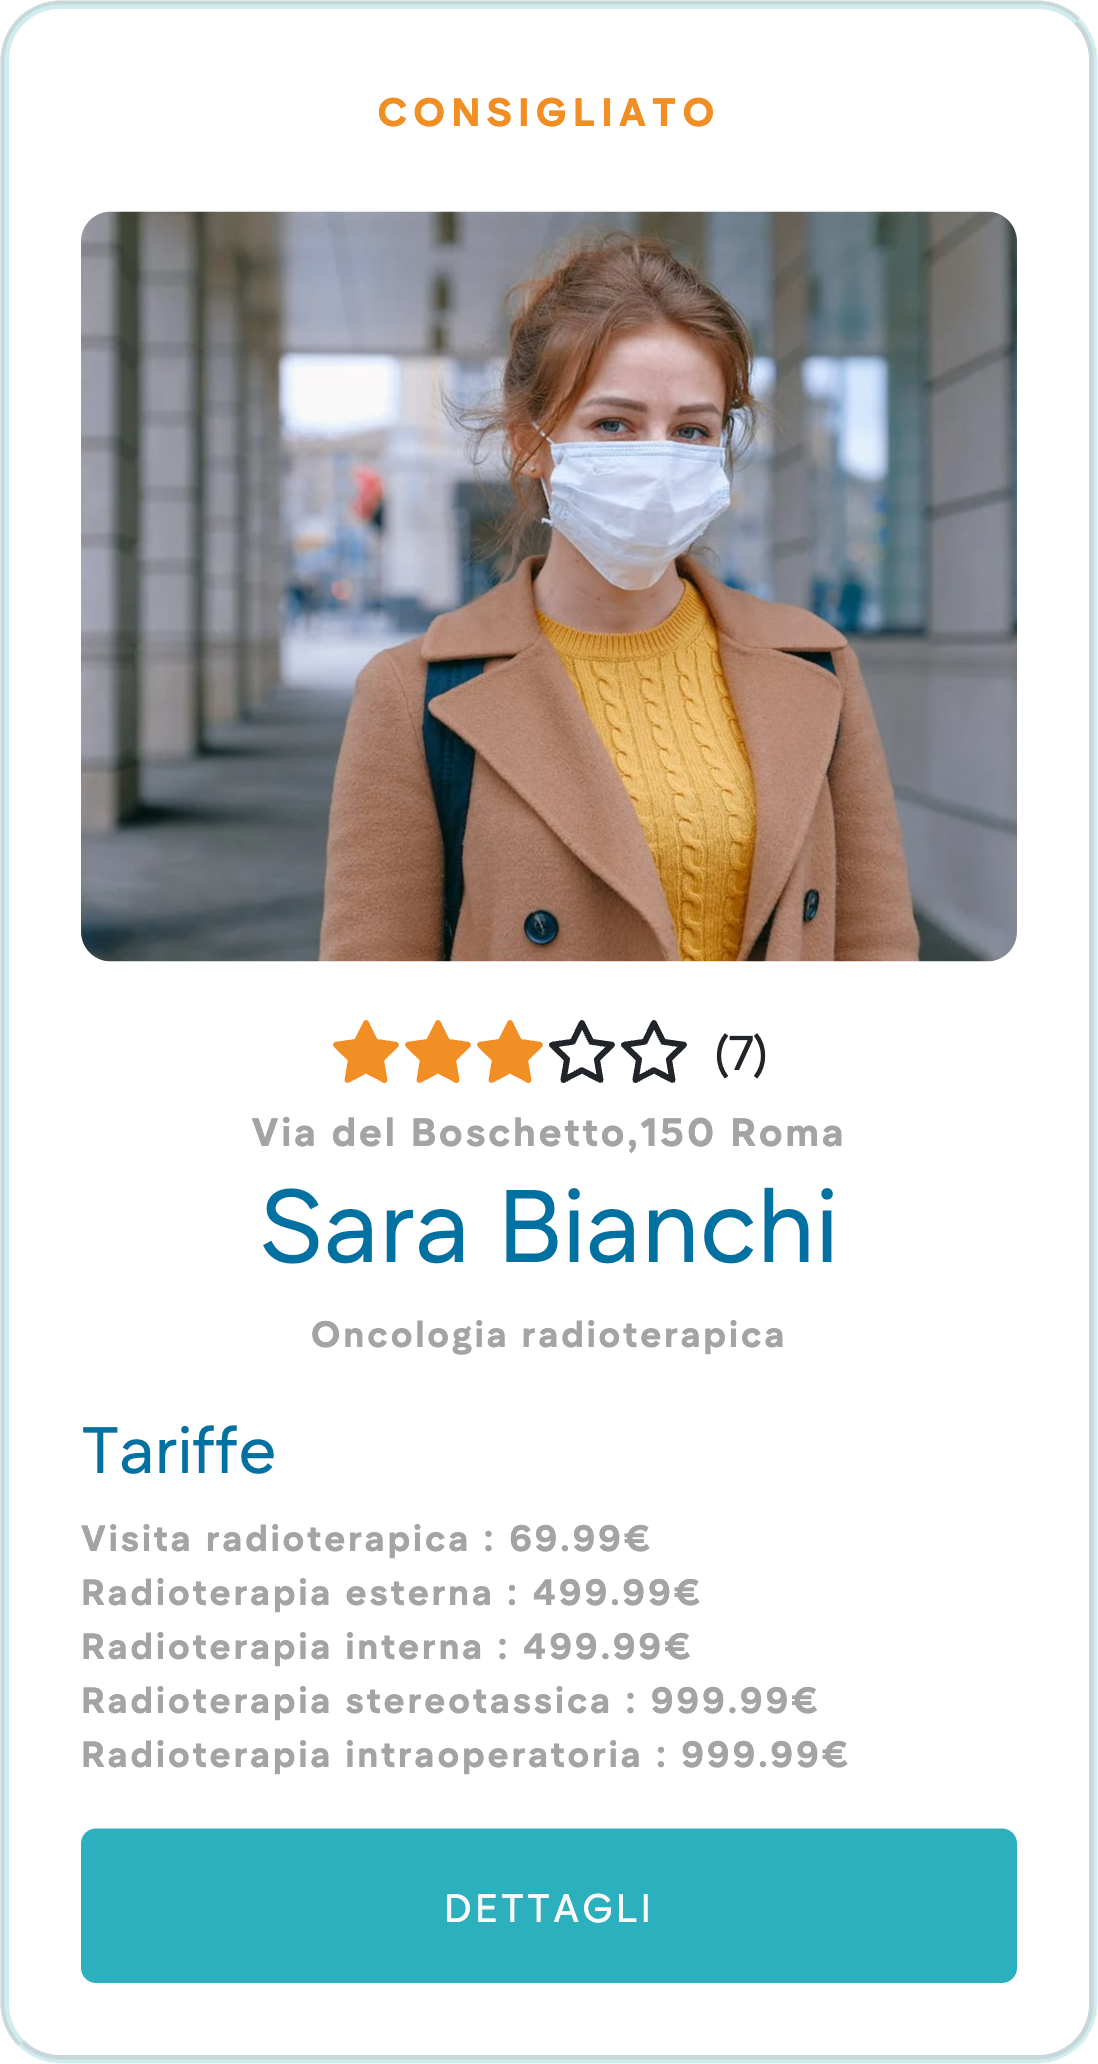 CONSIGLIATO
(7)
Via del Boschetto,150 Roma
Sara Bianchi
Oncologia radioterapica
Tariffe
Visita radioterapica : 69.99€
Radioterapia esterna : 499.99€
Radioterapia interna : 499.99€
Radioterapia stereotassica : 999.99€
Radioterapia intraoperatoria : 999.99€
DETTAGLI